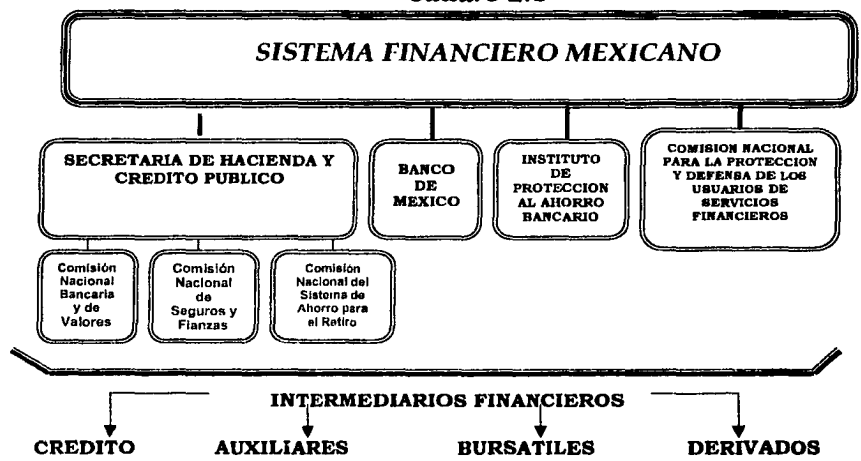 SISTEMA FINANCIERO MEXICANO
SECRETARIA DE HACIENDA Y
CREDITO PUBLICO
BANCO
DE
MEXICO
INSTITUTO
DE
PROTECCION
AL AHORRO
BANCARIO
COMISION NACIONAL
PARA LA PROTECCION
Y DEFENSA DE LOS
USUARIOS DE
SERVICIOS
FINANCIEROS
Comisión
Nacional
Bancaria
y de
Valores
Comisión
Nacional
de
Seguros y
Fianzas
Comisión
Nacional del
Sistema de
Ahorro para
el Retiro
INTERMEDIARIOS FINANCIEROS
CREDITO
AUXILIARES
BURSATILES
DERIVADOS